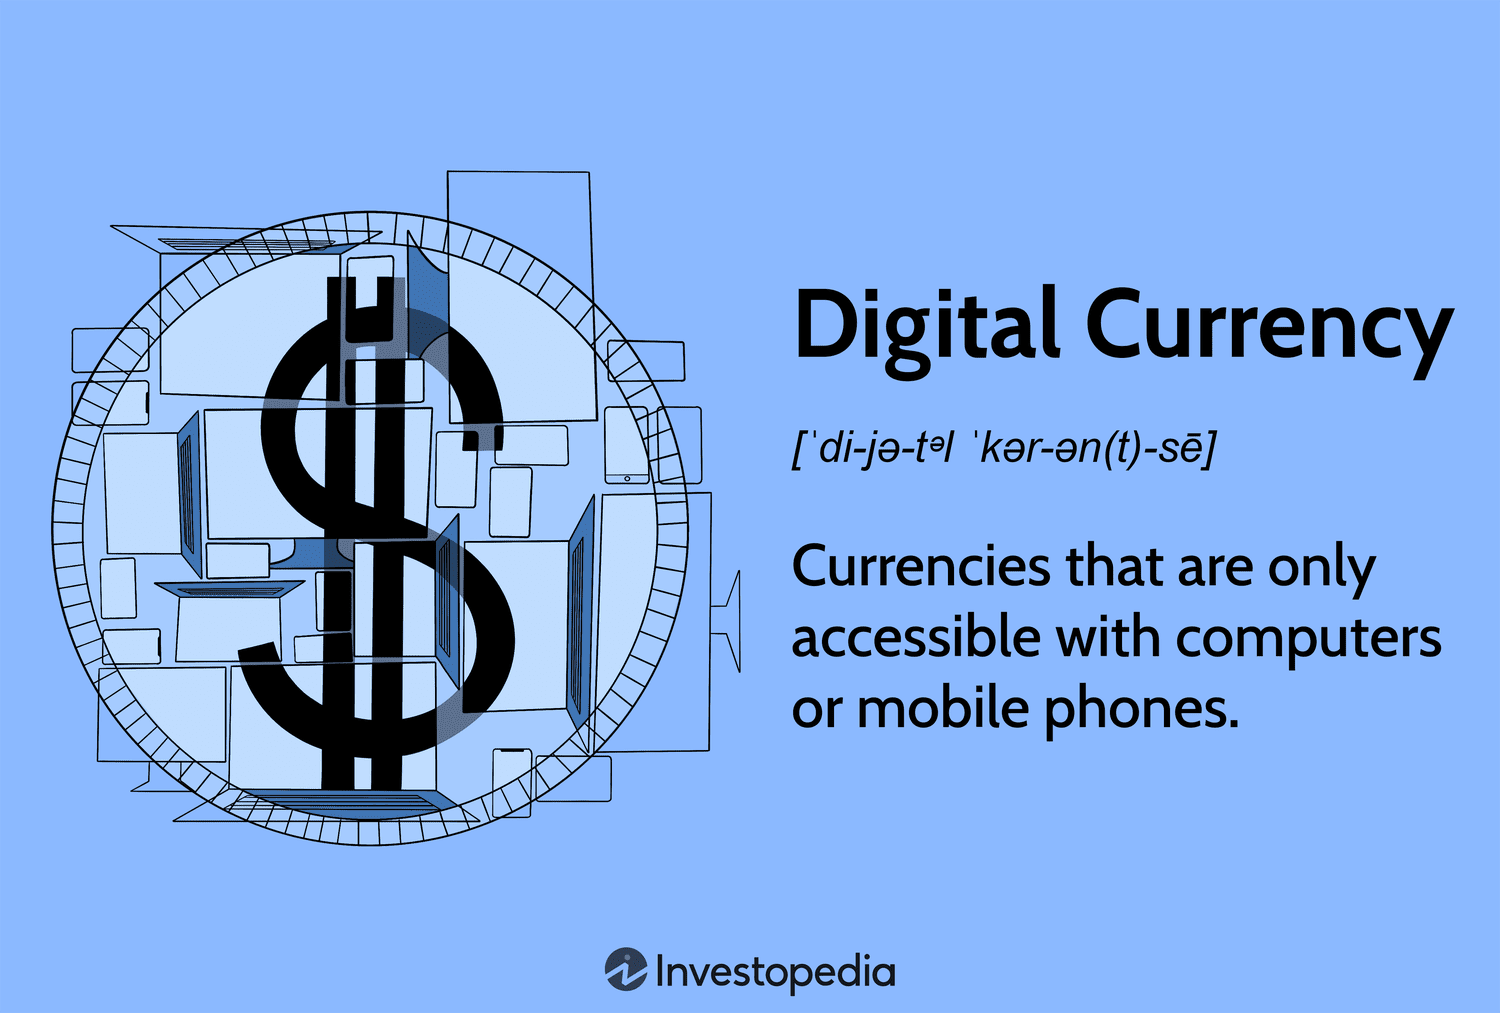 Digital Currency
[ˈdi-jə-tᵊl ˈkər-ən(t)-sē]
Currencies that are only
accessible with computers
or mobile phones.
Investopedia